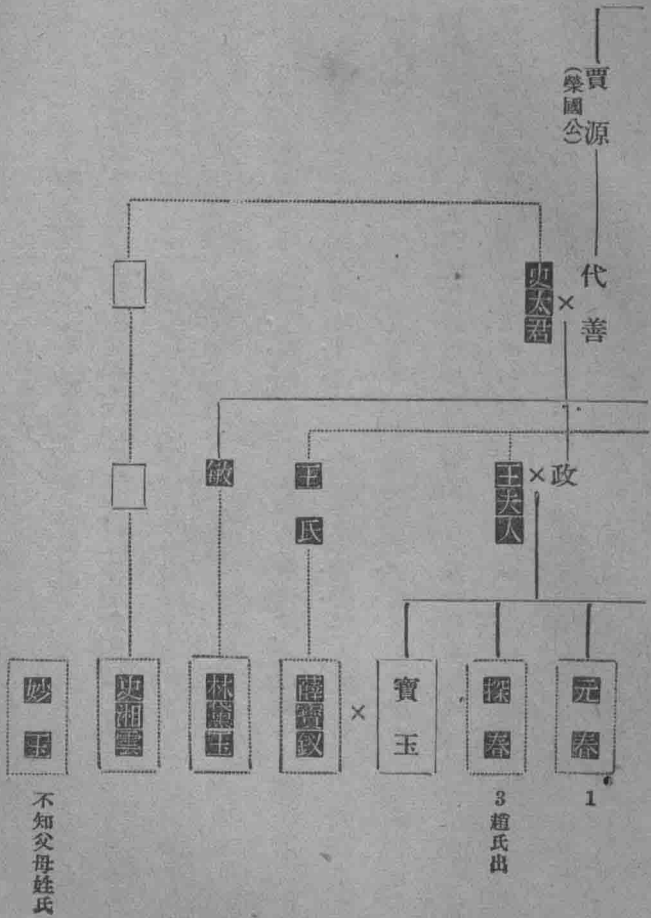 賈源
(榮國公)
代善
×
史太君
政
×
王夫人
王氏
敏
元春
探春
寶玉
×
薛寶釵
林黛玉
史湘雲
妙玉
1
3 趙氏出
不知父母姓氏